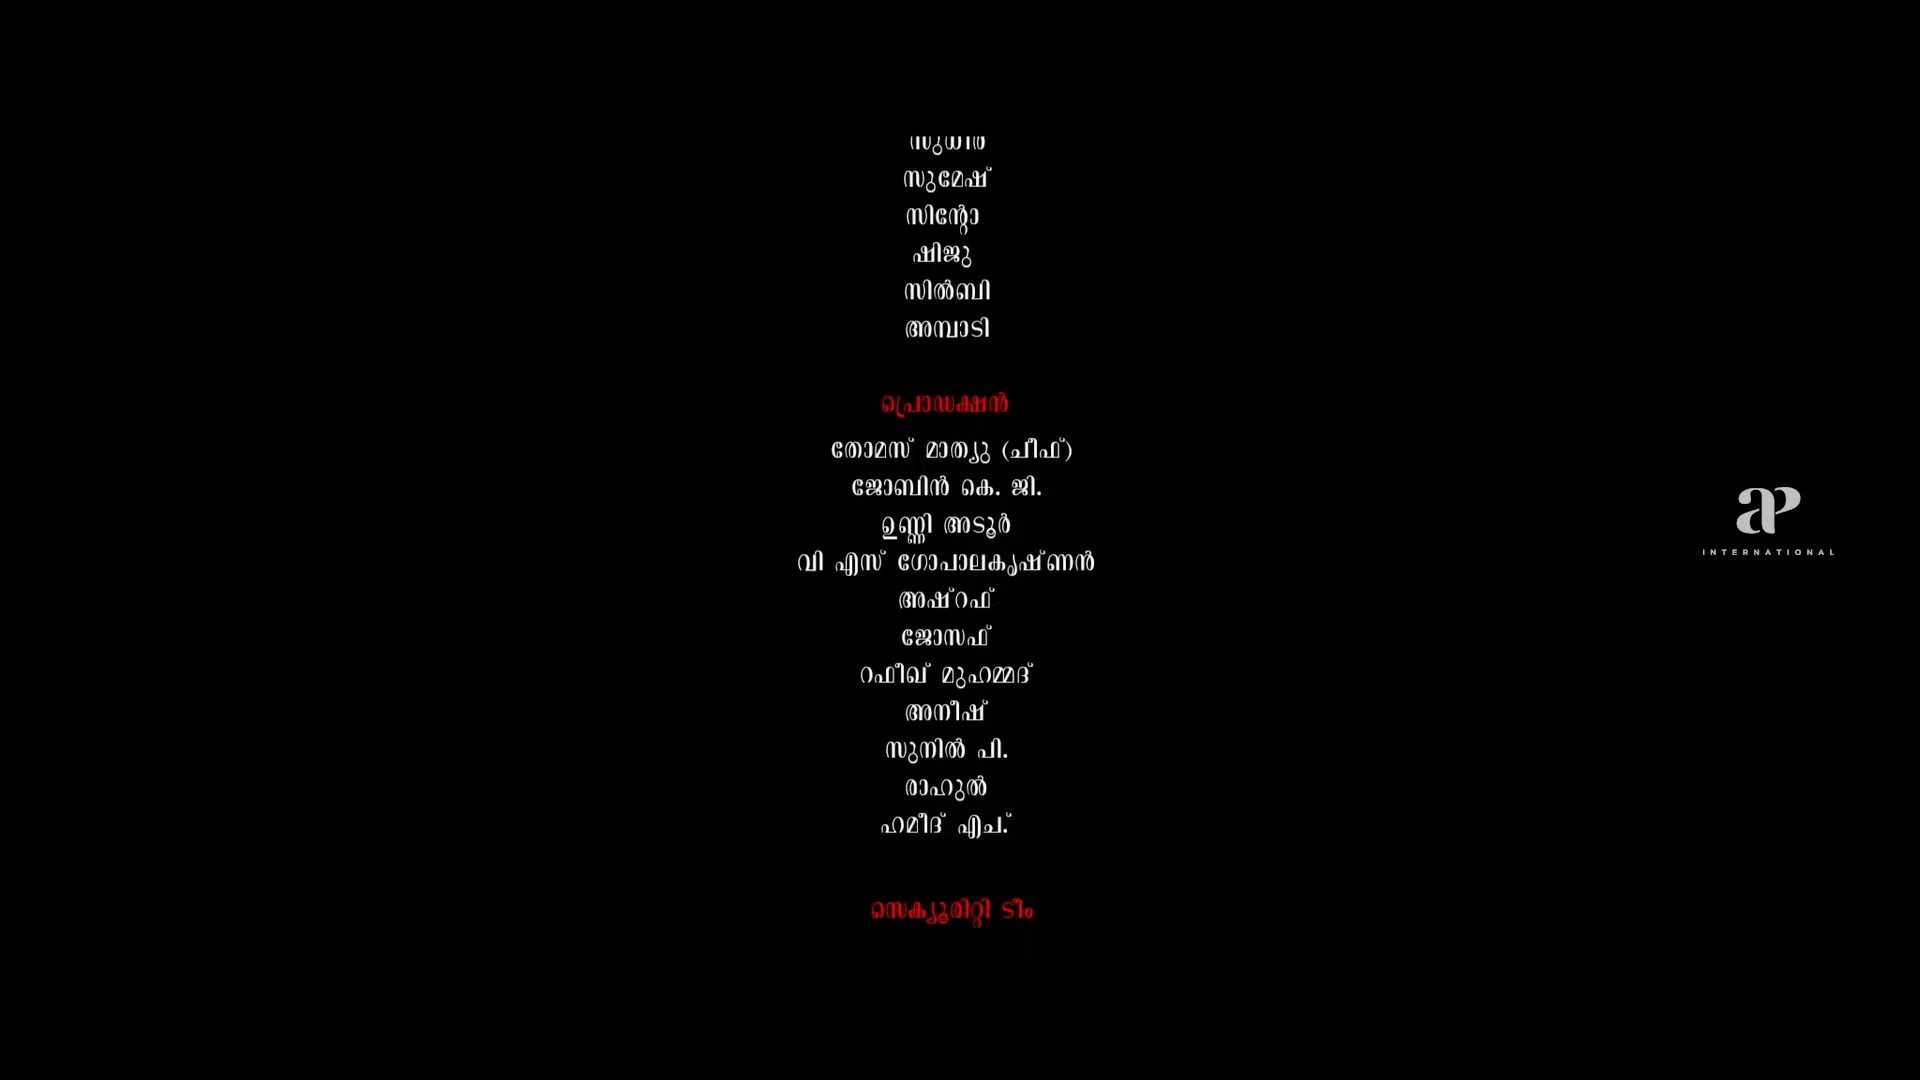 സുധീർ
സുമേഷ്
സിന്റോ
ഷിജു
സിൽബി
അമ്പാടി
പ്രൊഡക്ഷൻ
തോമസ് മാത്യു (ചീഫ്)
ജോബിൻ കെ. ജി.
ഉണ്ണി അടൂർ
വി എസ് ഗോപാലകൃഷ്ണൻ
അഷ്റഫ്
ജോസഫ്
റഫീഖ് മുഹമ്മദ്
അനീഷ്
സുനിൽ പി.
രാഹുൽ
ഹമീദ് എച്.
സെക്യൂരിറ്റി ടീം
ap
INTERNATIONAL